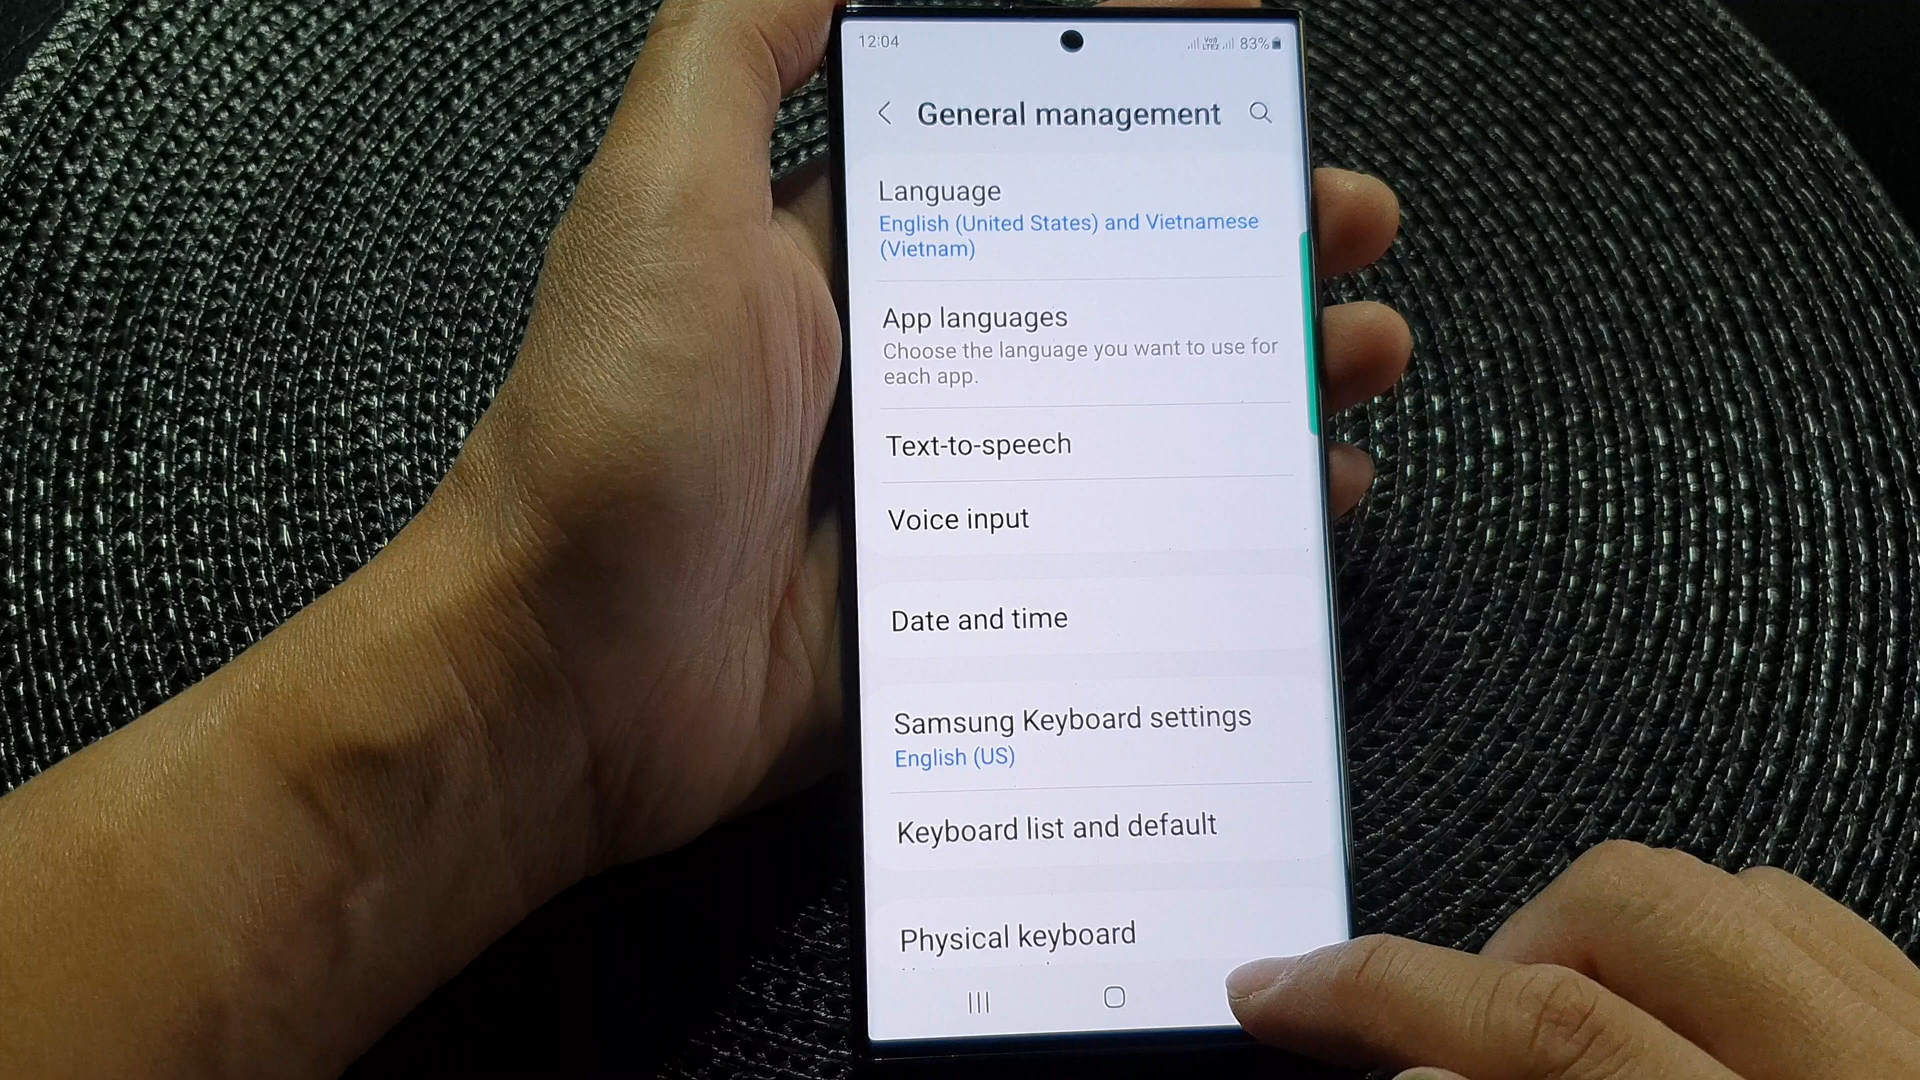 12:04
Vo) LTE2 83%
General management
Language
English (United States) and Vietnamese
(Vietnam)
App languages
Choose the language you want to use for
each app.
Text-to-speech
Voice input
Date and time
Samsung Keyboard settings
English (US)
Keyboard list and default
Physical keyboard